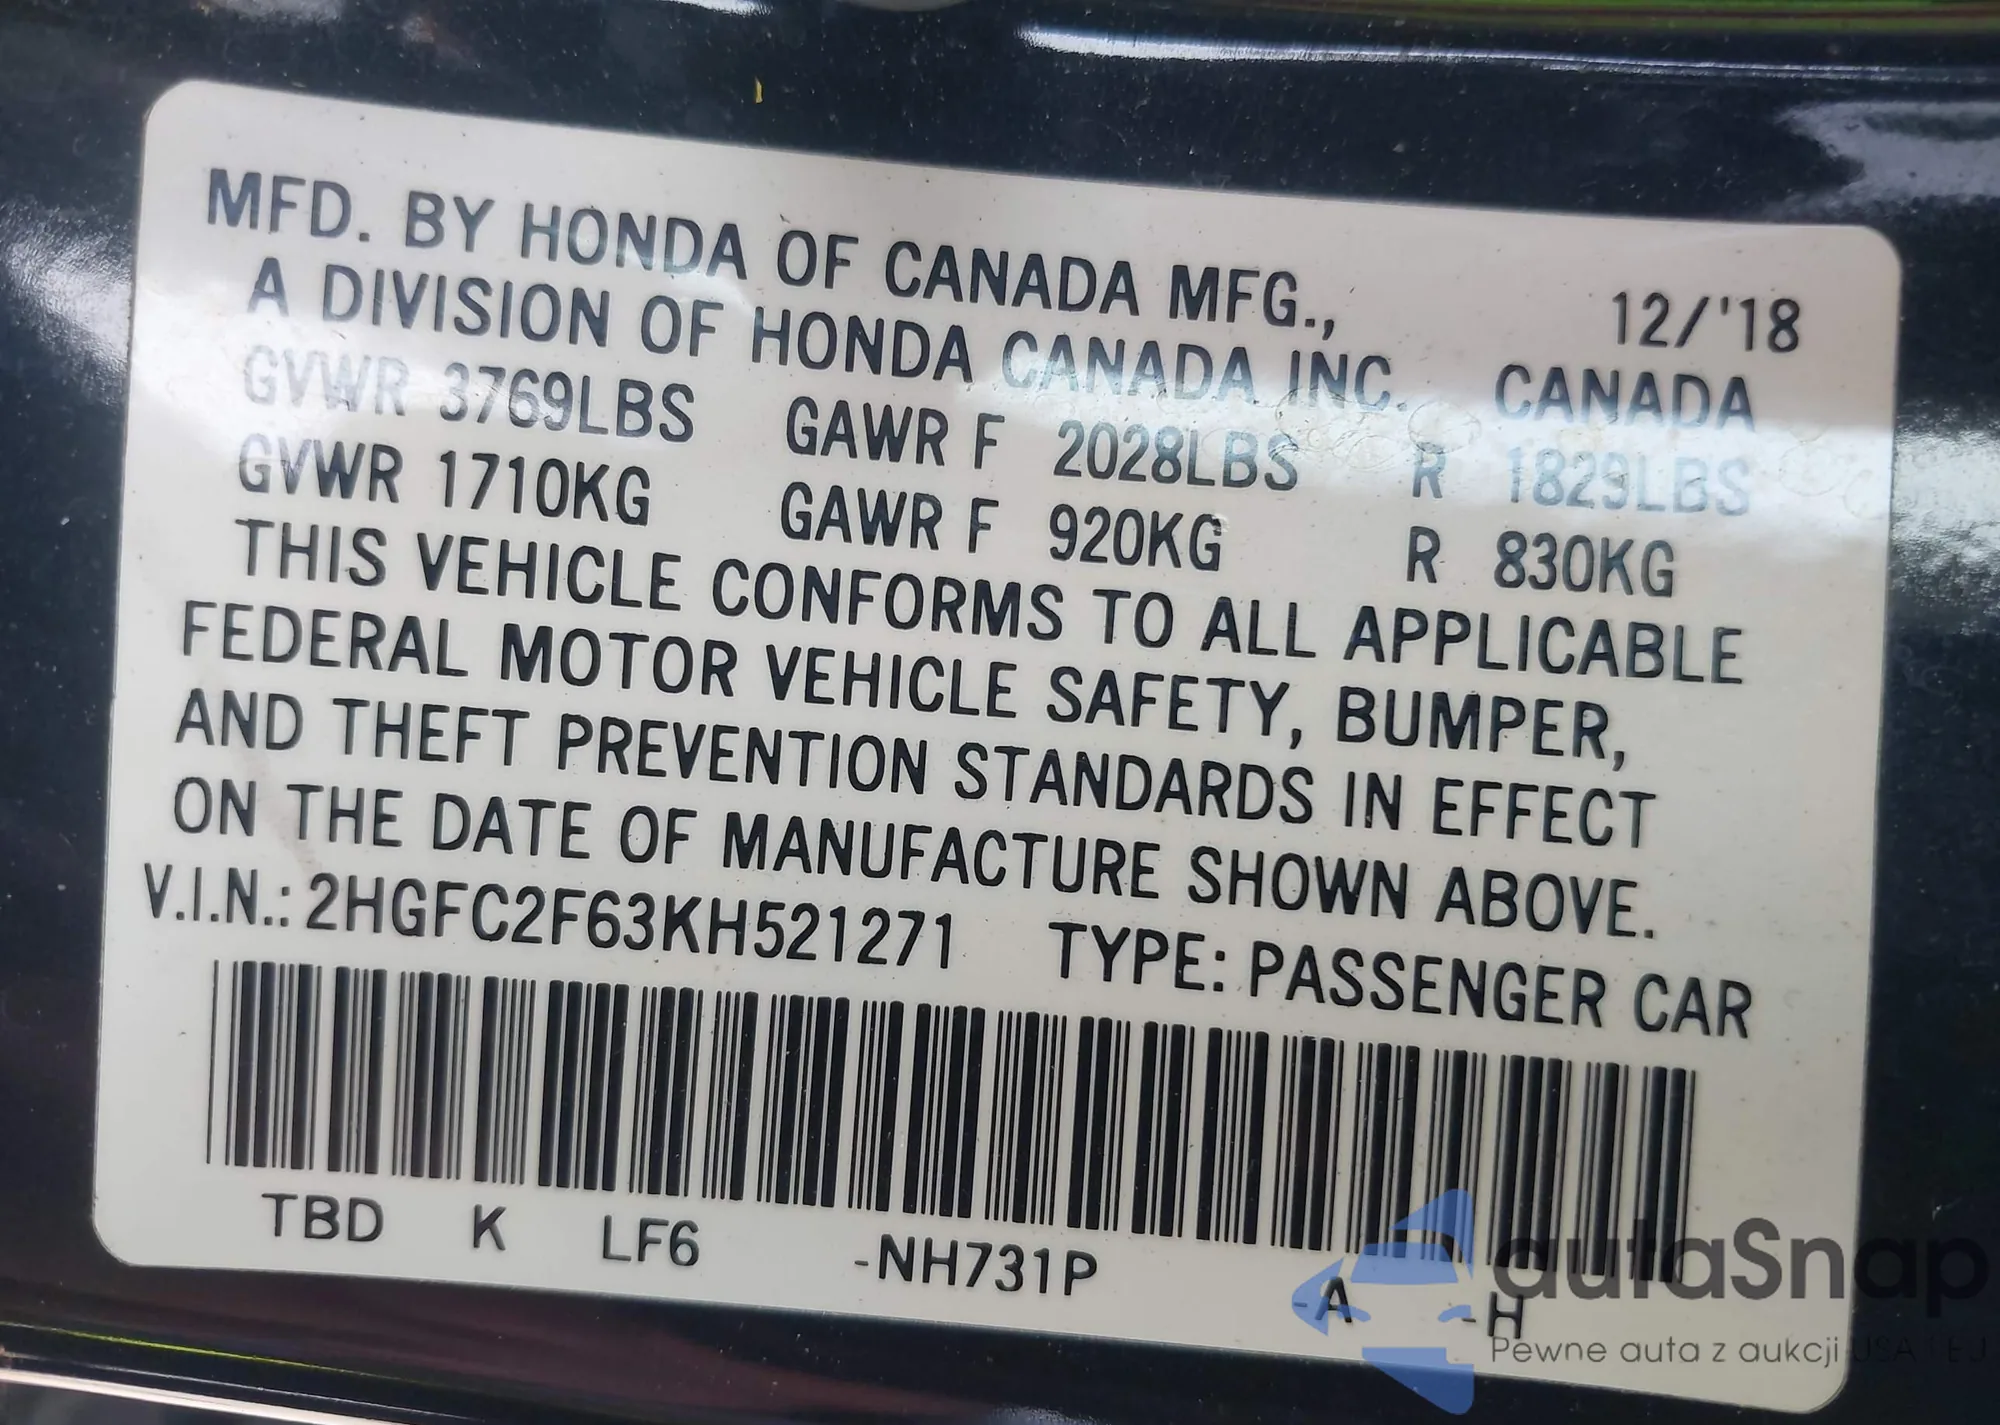 MFD. BY HONDA OF CANADA MFG., 12/'18
A DIVISION OF HONDA CANADA INC. CANADA
GVWR 3769LBS GAWR F 2028LBS R 1829LBS
GVWR 1710KG GAWR F 920KG R 830KG
THIS VEHICLE CONFORMS TO ALL APPLICABLE
FEDERAL MOTOR VEHICLE SAFETY, BUMPER,
AND THEFT PREVENTION STANDARDS IN EFFECT
ON THE DATE OF MANUFACTURE SHOWN ABOVE.
V.I.N.: 2HGFC2F63KH521271 TYPE: PASSENGER CAR
TBD K LF6 -NH731P -A -H
autaSnap
Pewne auta z aukcji USA i EU